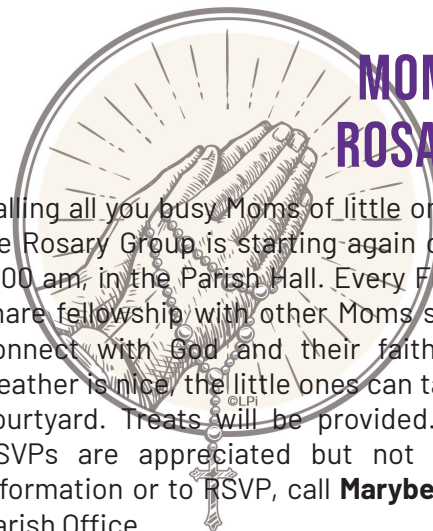 MOM
ROSA
alling all you busy Moms of little on
e Rosary Group is starting again o
:00 am, in the Parish Hall. Every F
hare fellowship with other Moms s
onnect with God and their faith
eather is nice, the little ones can ta
ourtyard. Treats will be provided.
©LPi
SVPs are appreciated but not
formation or to RSVP, call Marybe
arish Office